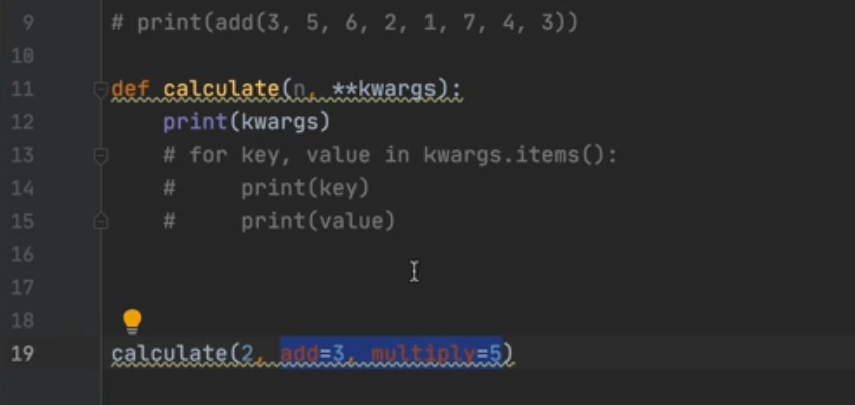 9 # print(add(3, 5, 6, 2, 1, 7, 4, 3))
10
11 def calculate(n, **kwargs):
12     print(kwargs)
13     # for key, value in kwargs.items():
14     #     print(key)
15     #     print(value)
16
17
18
19 calculate(2, add=3, multiply=5)